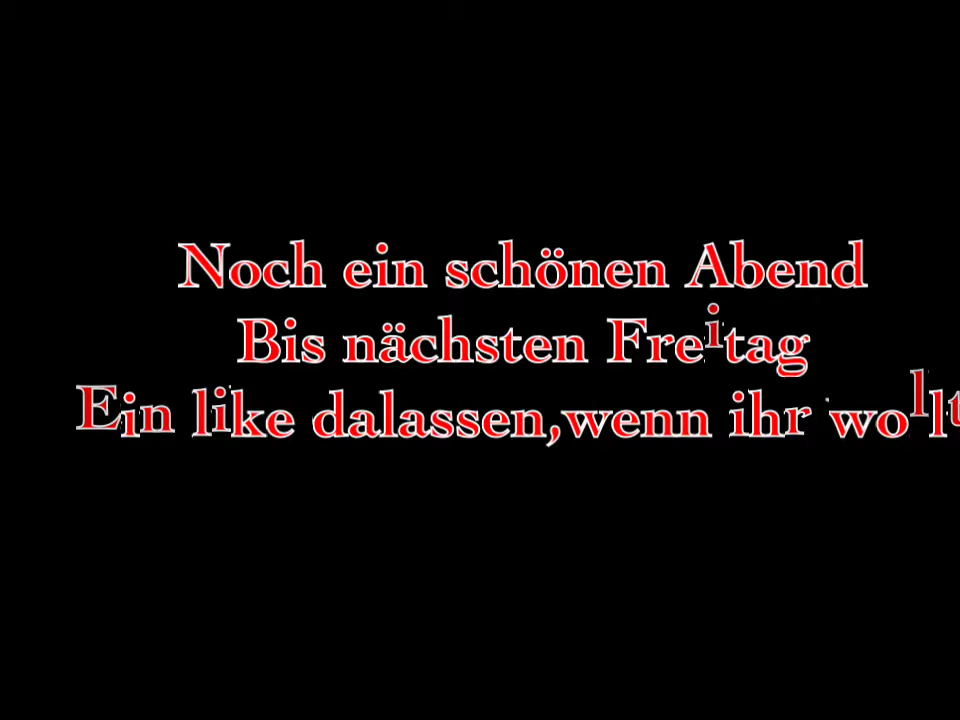 Noch ein schönen Abend
Bis nächsten Freitag
Ein like dalassen,wenn ihr wollt